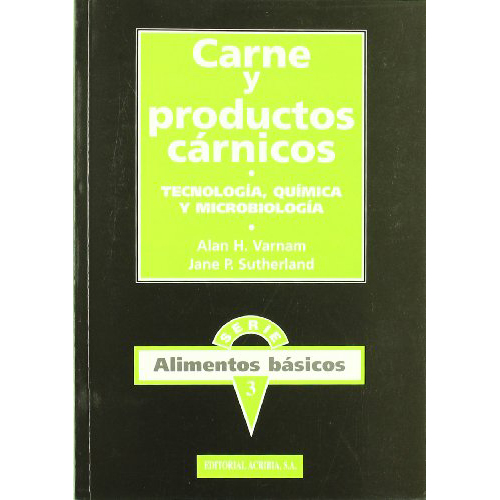 Carne
y
productos
cárnicos
•
TECNOLOGÍA, QUÍMICA
Y MICROBIOLOGÍA
•
Alan H. Varnam
Jane P. Sutherland
SERIE
Alimentos básicos
3
EDITORIAL ACRIBIA, S.A.